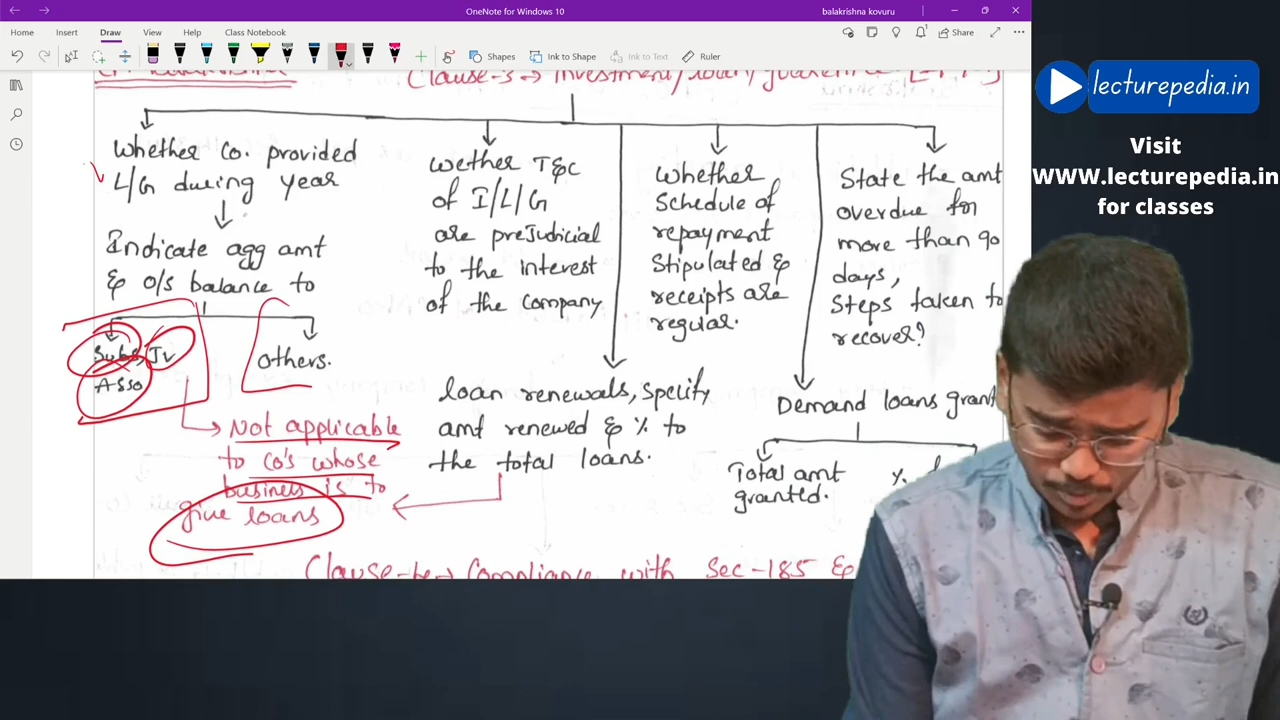 OneNote for Windows 10
balakrishna kovuru
Home Insert Draw View Help Class Notebook
Share
Shapes Ink to Shape Ink to Text Ruler
lecturepedia.in
Visit
WWW.lecturepedia.in
for classes
Clause-3 → Investment/loan/
Whether Co. provided
L/G during year
Indicate agg amt
& o/s balance to
Subs, JV
Asso
others.
Not applicable
to co's whose
business is to
give loans
wether T&C
of I/L/G
are prejudicial
to the interest
of the company
loan renewals, specify
amt renewed & % to
the total loans.
Whether
Schedule of
repayment
Stipulated &
receipts are
regular.
State the amt
overdue for
more than 90
days,
Steps taken to
recover?
Demand loans grant
Total amt
granted.
%
Compliance with Sec-185 &